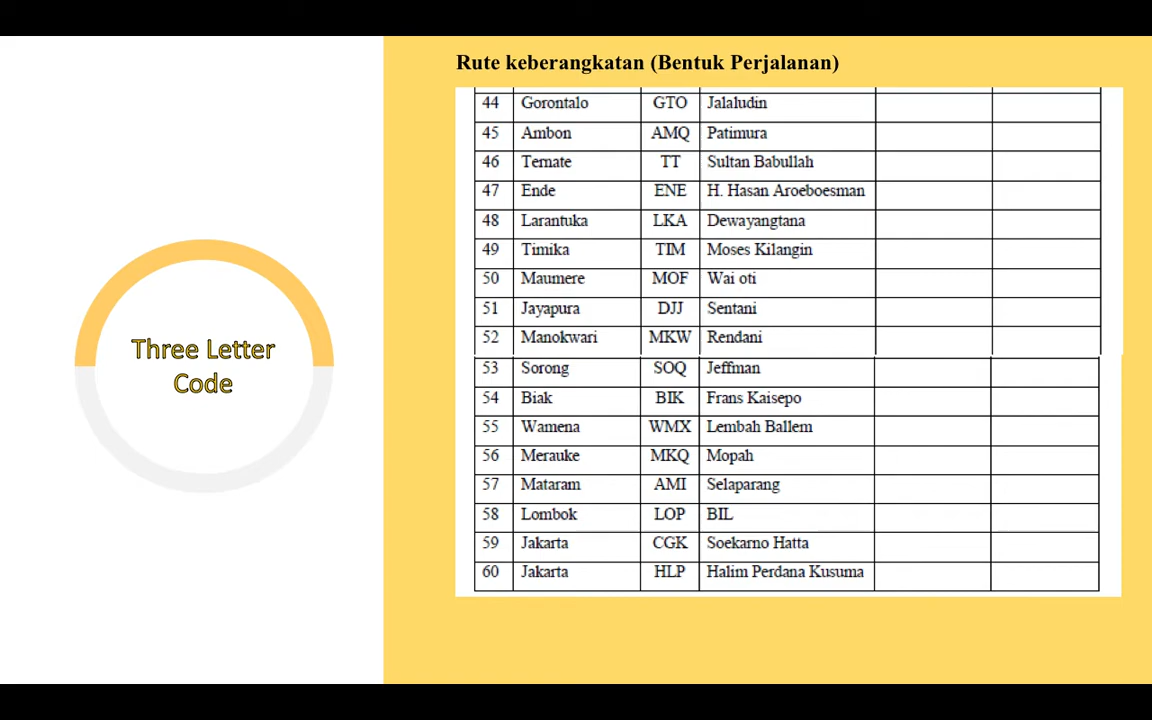 Rute keberangkatan (Bentuk Perjalanan)
Three Letter
Code
44 Gorontalo GTO Jalaludin
45 Ambon AMQ Patimura
46 Ternate TT Sultan Babullah
47 Ende ENE H. Hasan Aroeboesman
48 Larantuka LKA Dewayangtana
49 Timika TIM Moses Kilangin
50 Maumere MOF Wai oti
51 Jayapura DJJ Sentani
52 Manokwari MKW Rendani
53 Sorong SOQ Jeffman
54 Biak BIK Frans Kaisepo
55 Wamena WMX Lembah Ballem
56 Merauke MKQ Mopah
57 Mataram AMI Selaparang
58 Lombok LOP BIL
59 Jakarta CGK Soekarno Hatta
60 Jakarta HLP Halim Perdana Kusuma